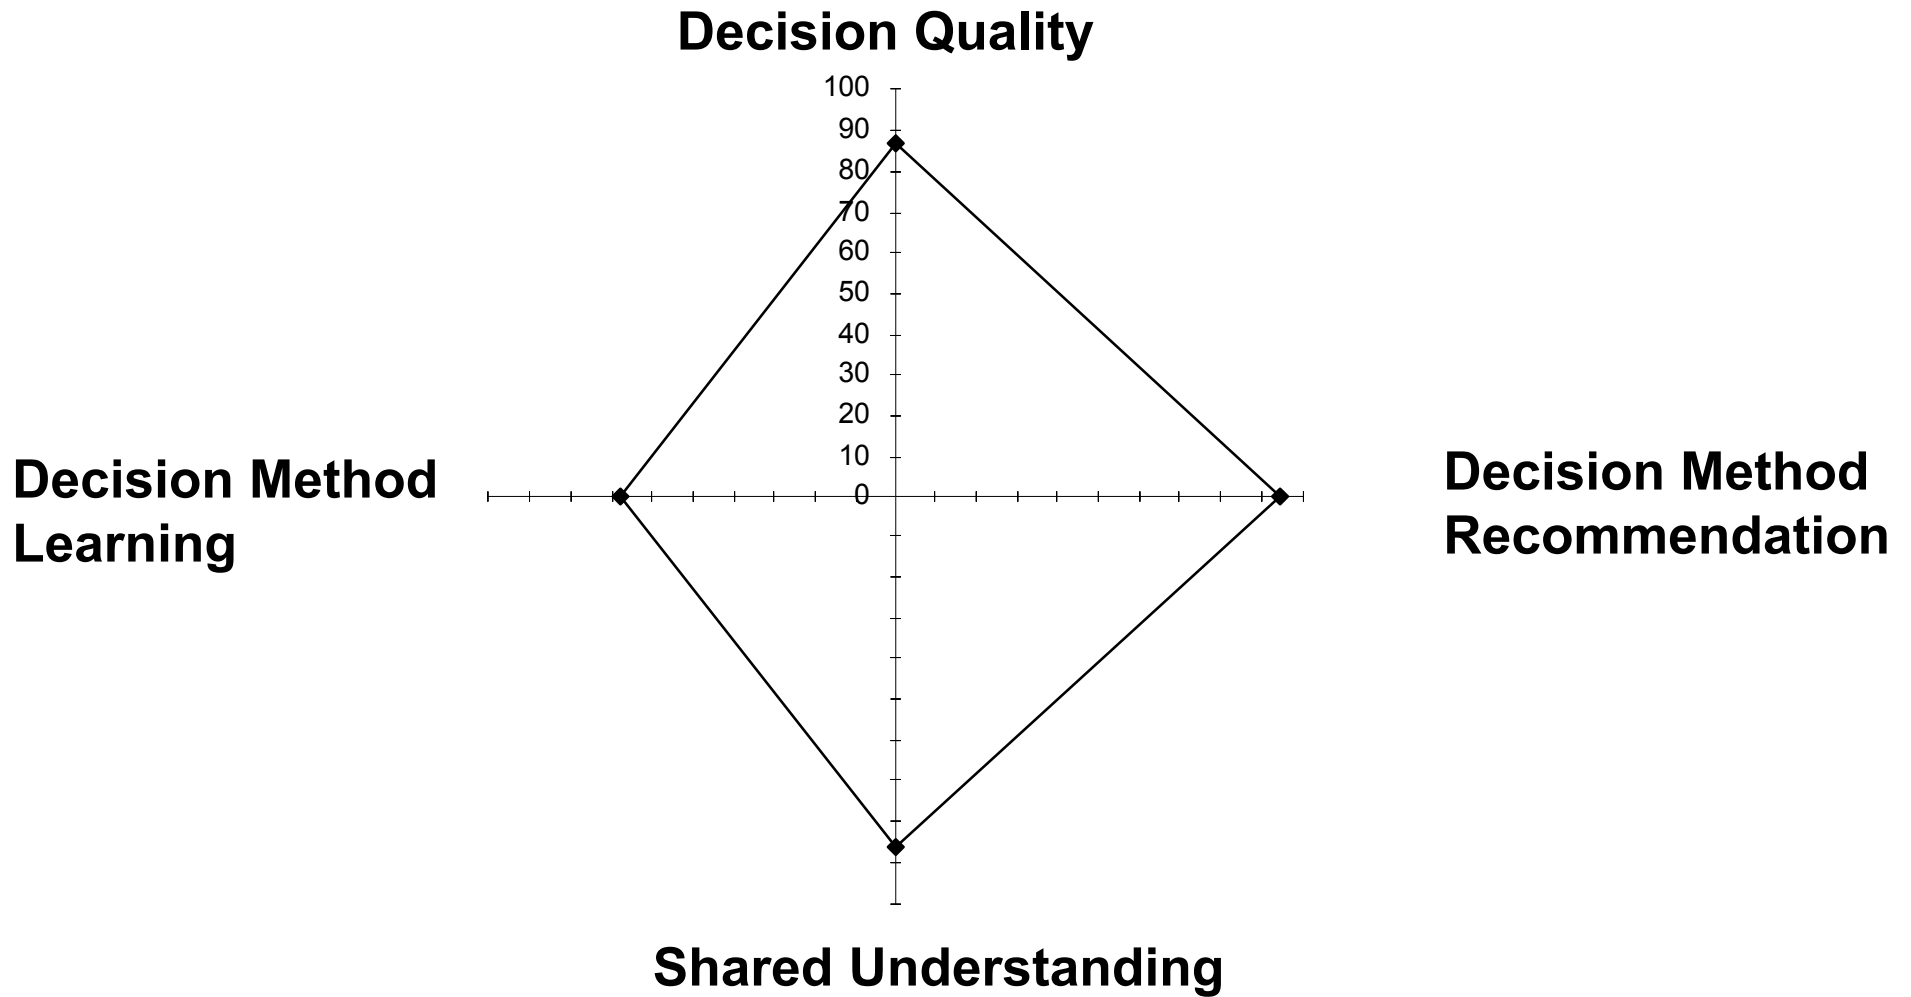 Decision Quality
100
90
80
70
60
50
40
30
20
10
0
Decision Method
Learning
Decision Method
Recommendation
Shared Understanding